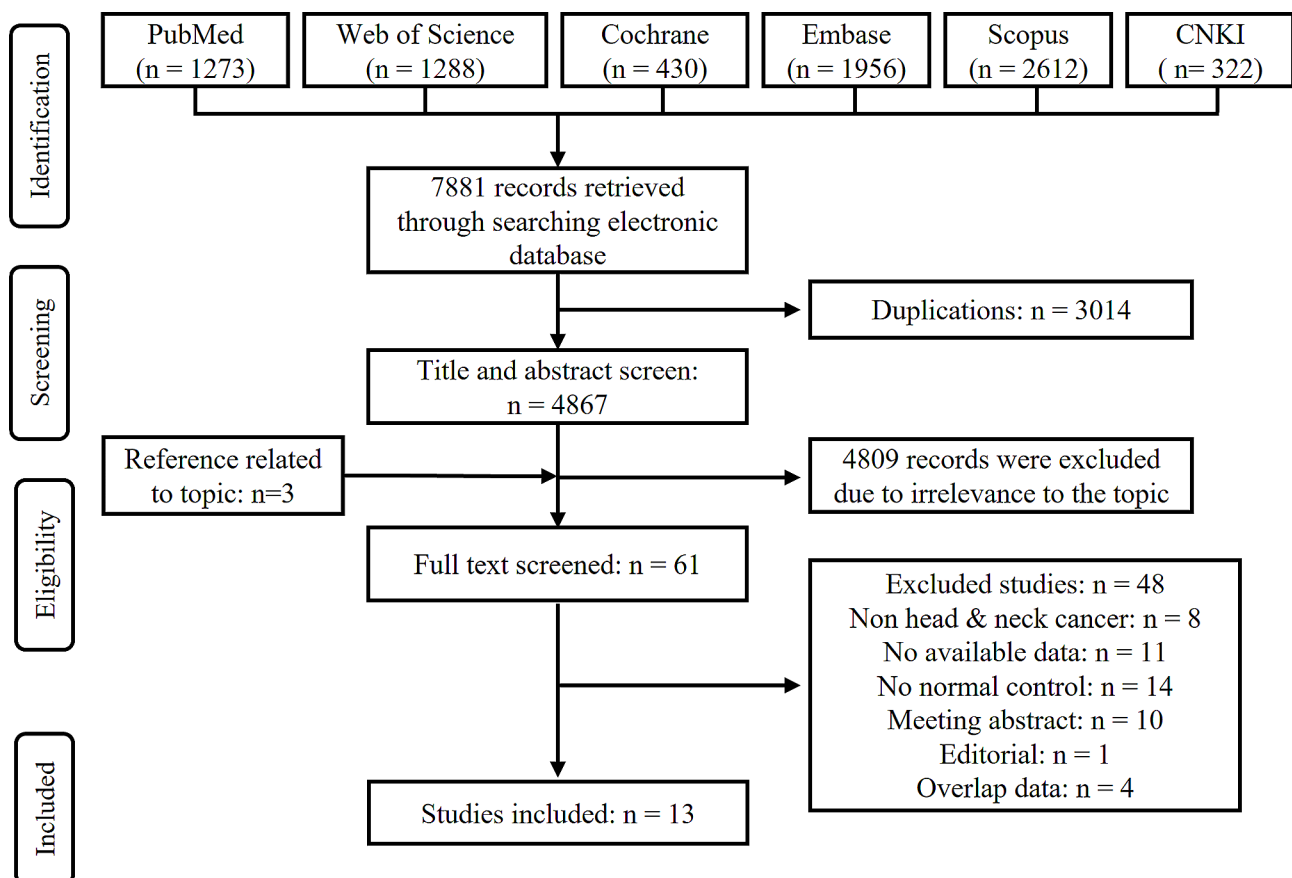 Identification
PubMed
(n = 1273)
Web of Science
(n = 1288)
Cochrane
(n = 430)
Embase
(n = 1956)
Scopus
(n = 2612)
CNKI
( n= 322)
7881 records retrieved
through searching electronic
database
Screening
Duplications: n = 3014
Title and abstract screen:
n = 4867
Reference related
to topic: n=3
4809 records were excluded
due to irrelevance to the topic
Eligibility
Full text screened: n = 61
Excluded studies: n = 48
Non head & neck cancer: n = 8
No available data: n = 11
No normal control: n = 14
Meeting abstract: n = 10
Editorial: n = 1
Overlap data: n = 4
Included
Studies included: n = 13